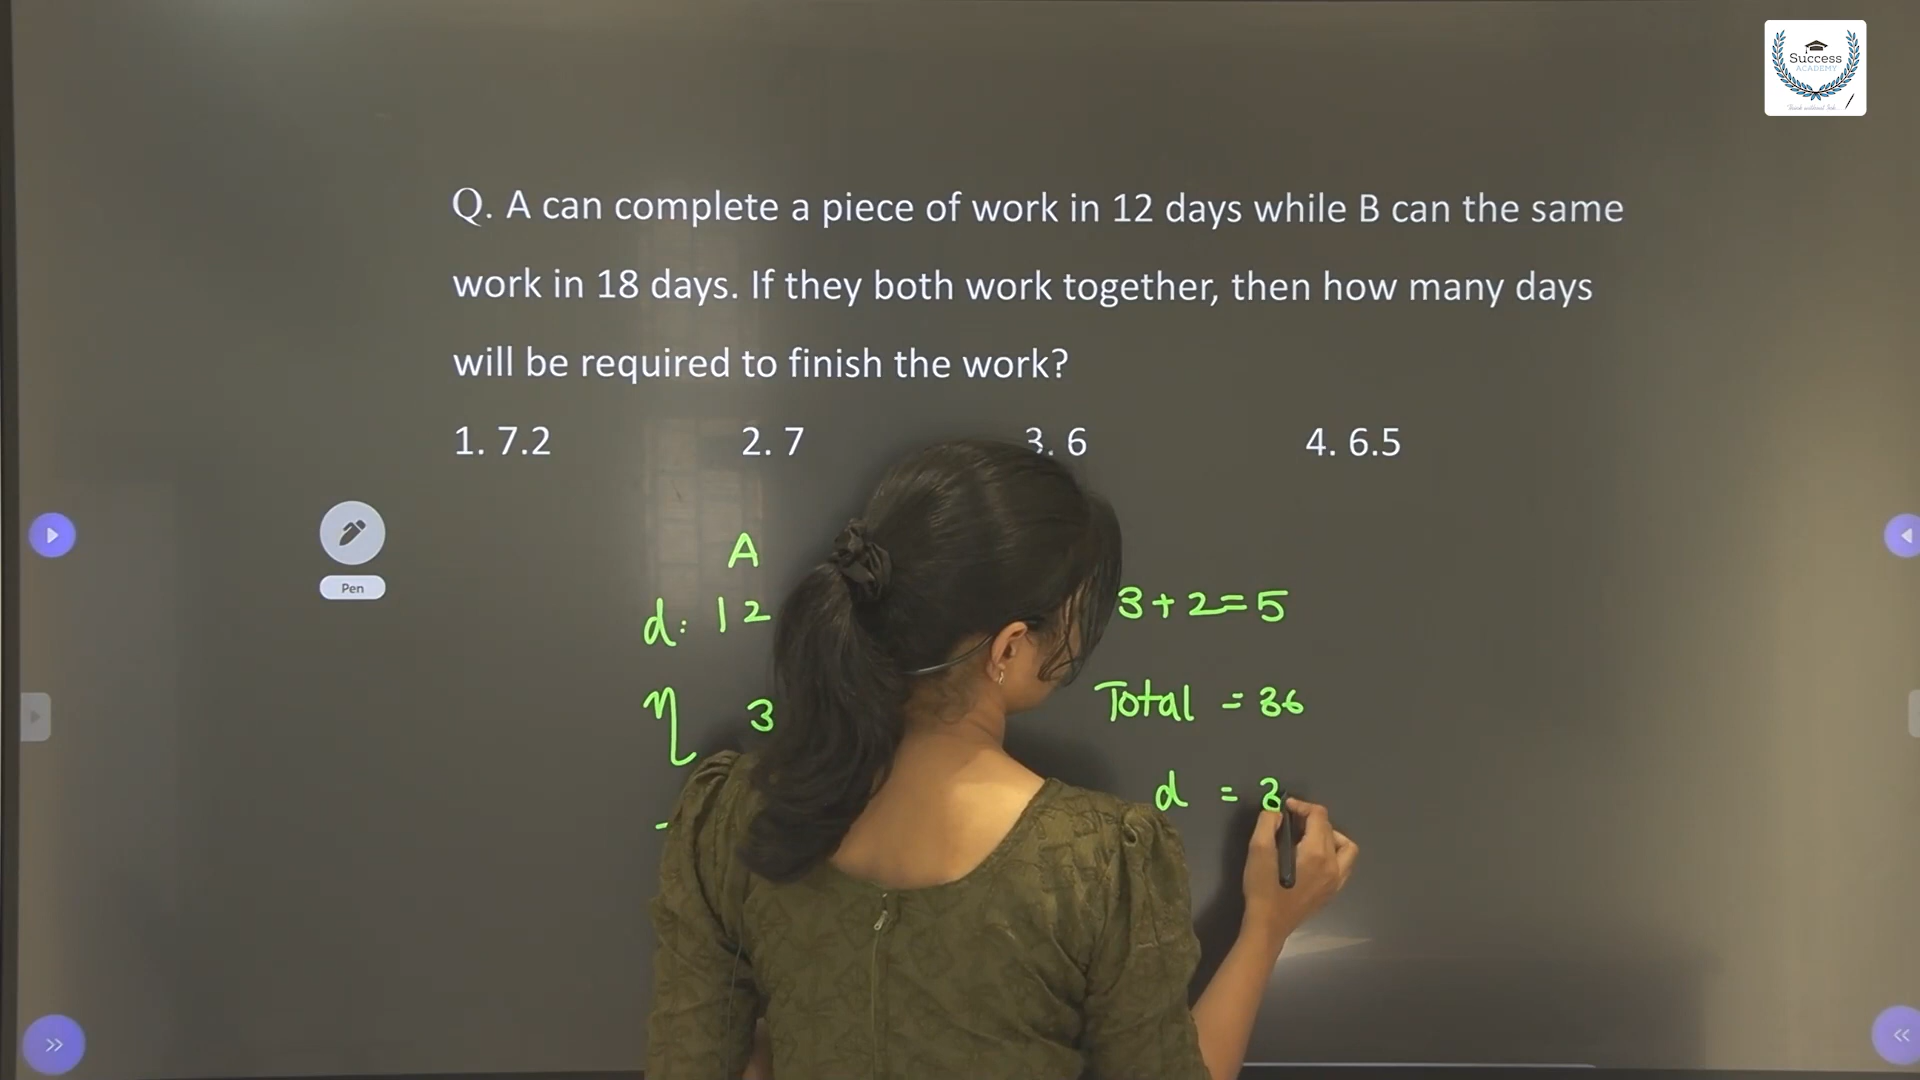 Success
ACADEMY
Q. A can complete a piece of work in 12 days while B can the same
work in 18 days. If they both work together, then how many days
will be required to finish the work?
1. 7.2 2. 7 3. 6 4. 6.5
Pen
A
d: 12
3+2=5
η 3
Total = 36
d = 3